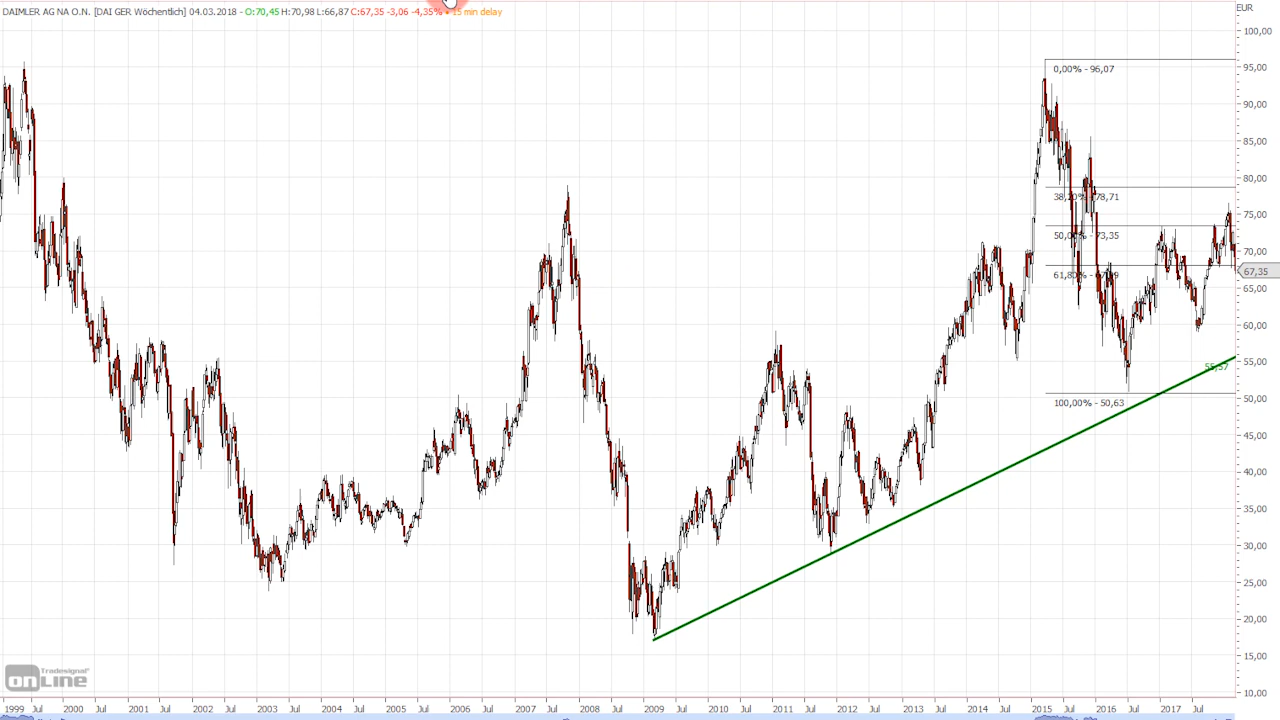 DAIMLER AG NA O.N. [DAI GER Wöchentlich] 04.03.2018 - O:70,45 H:70,98 L:66,87 C:67,35 -3,06 -4,35% 15 min delay
EUR
100,00
95,00
90,00
85,00
80,00
75,00
70,00
67,35
65,00
60,00
55,00
50,00
45,00
40,00
35,00
30,00
25,00
20,00
15,00
10,00
0,00% - 96,07
78,71
50,00% - 73,35
61,80%
55,57
100,00% - 50,63
Tradesignal®
onLine
1999 Jul 2000 Jul 2001 Jul 2002 Jul 2003 Jul 2004 Jul 2005 Jul 2006 Jul 2007 Jul 2008 Jul 2009 Jul 2010 Jul 2011 Jul 2012 Jul 2013 Jul 2014 Jul 2015 Jul 2016 Jul 2017 Jul